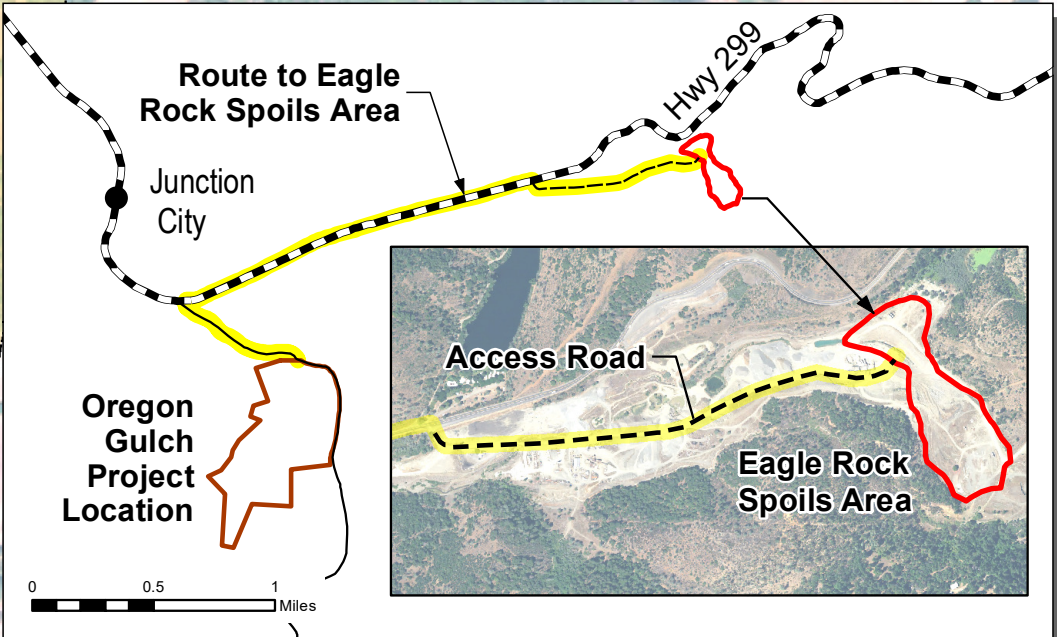 Route to Eagle
Rock Spoils Area
Hwy 299
Junction
City
Access Road
Oregon
Gulch
Project
Location
Eagle Rock
Spoils Area
0
0.5
1
Miles